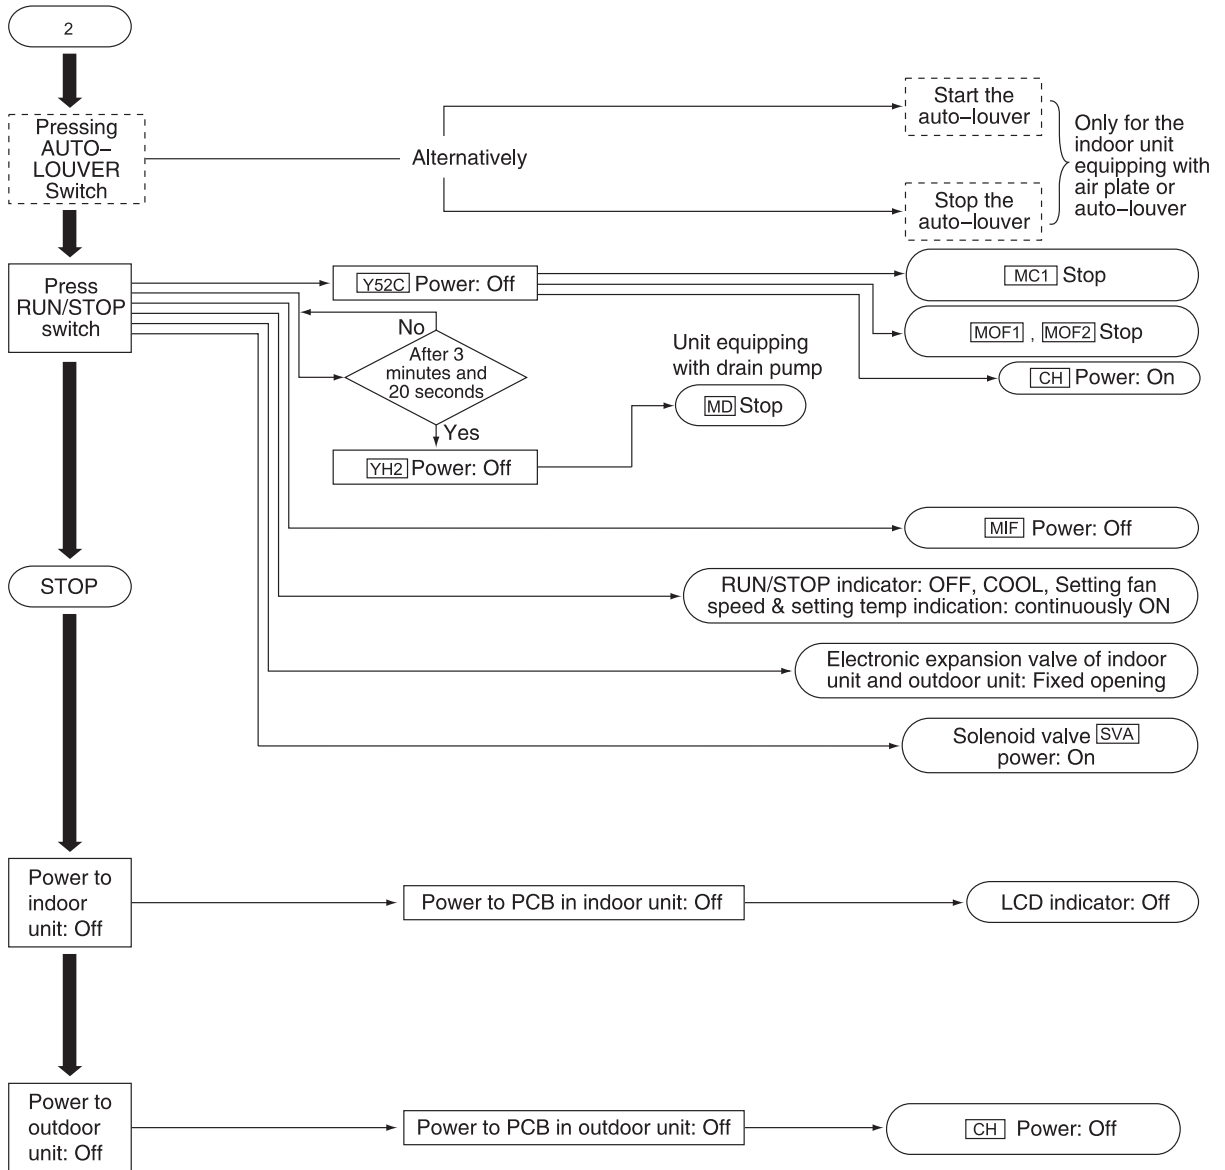 2
Pressing
AUTO–
LOUVER
Switch
Alternatively
Start the
auto–louver
Stop the
auto–louver
Only for the
indoor unit
equipping with
air plate or
auto–louver
Press
RUN/STOP
switch
Y52C Power: Off
MC1 Stop
MOF1 , MOF2 Stop
CH Power: On
No
After 3
minutes and
20 seconds
Yes
YH2 Power: Off
Unit equipping
with drain pump
MD Stop
MIF Power: Off
STOP
RUN/STOP indicator: OFF, COOL, Setting fan
speed & setting temp indication: continuously ON
Electronic expansion valve of indoor
unit and outdoor unit: Fixed opening
Solenoid valve SVA
power: On
Power to
indoor
unit: Off
Power to PCB in indoor unit: Off
LCD indicator: Off
Power to
outdoor
unit: Off
Power to PCB in outdoor unit: Off
CH Power: Off